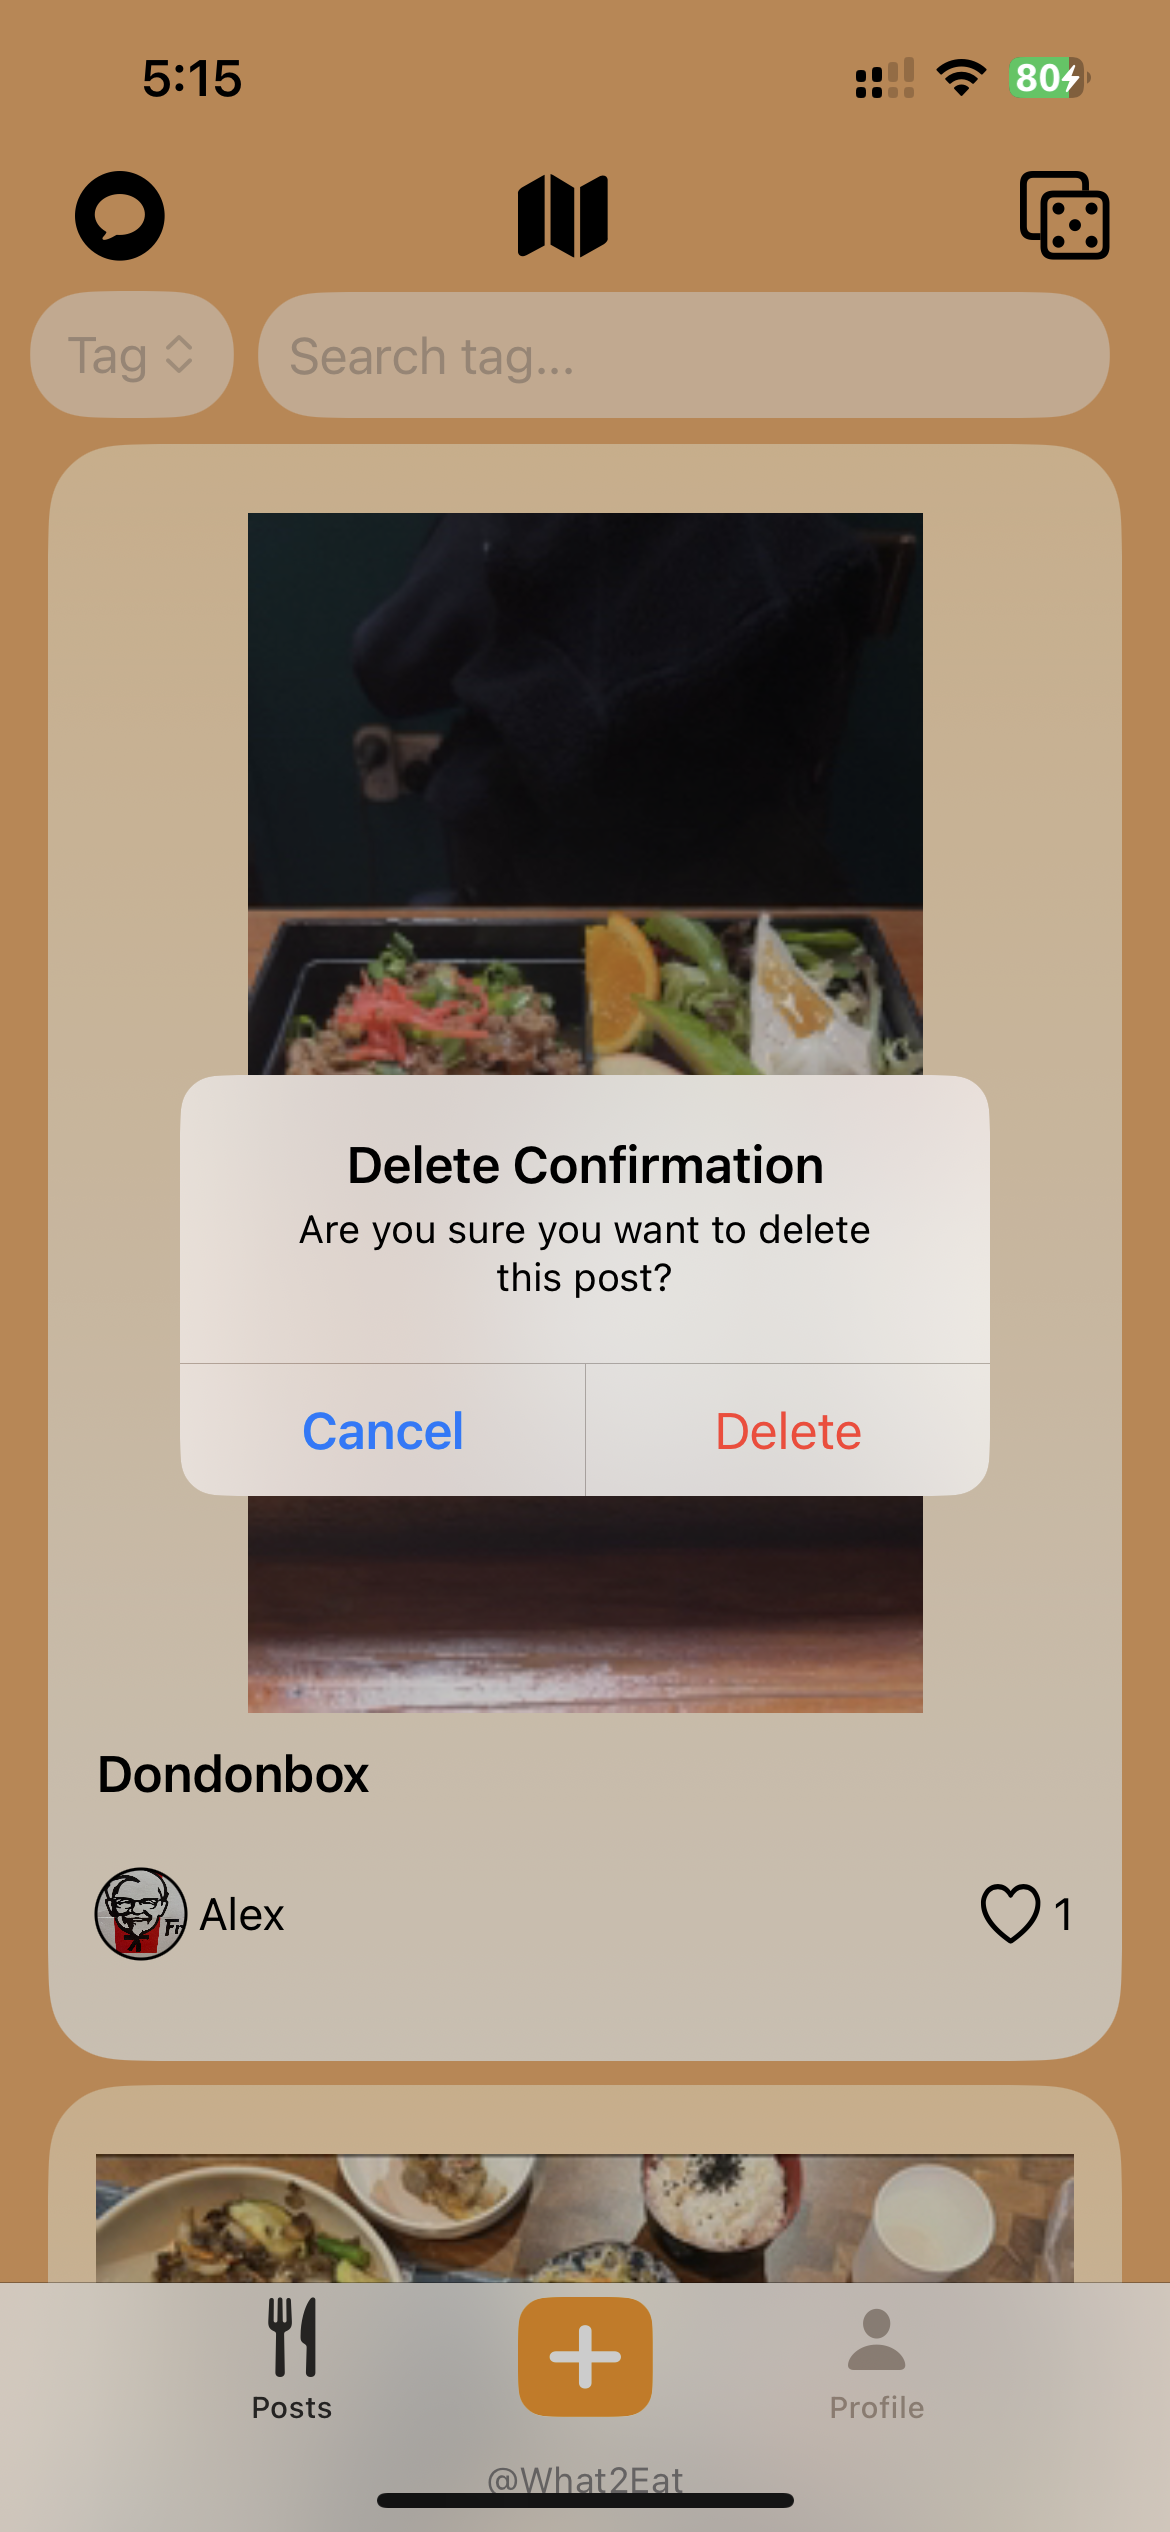 5:15
80
Tag
Search tag...
Delete Confirmation
Are you sure you want to delete
this post?
Cancel
Delete
Dondonbox
Fr
Alex
1
Posts
Profile
@What2Eat